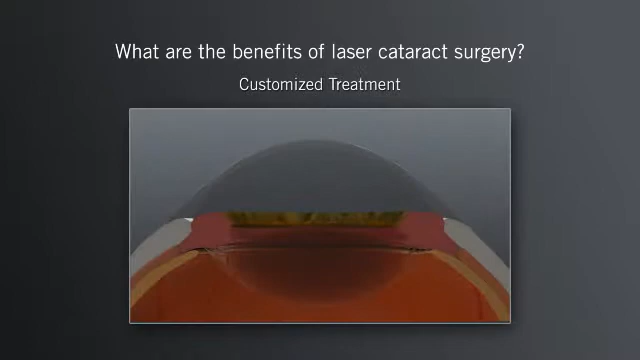 What are the benefits of laser cataract surgery?
Customized Treatment